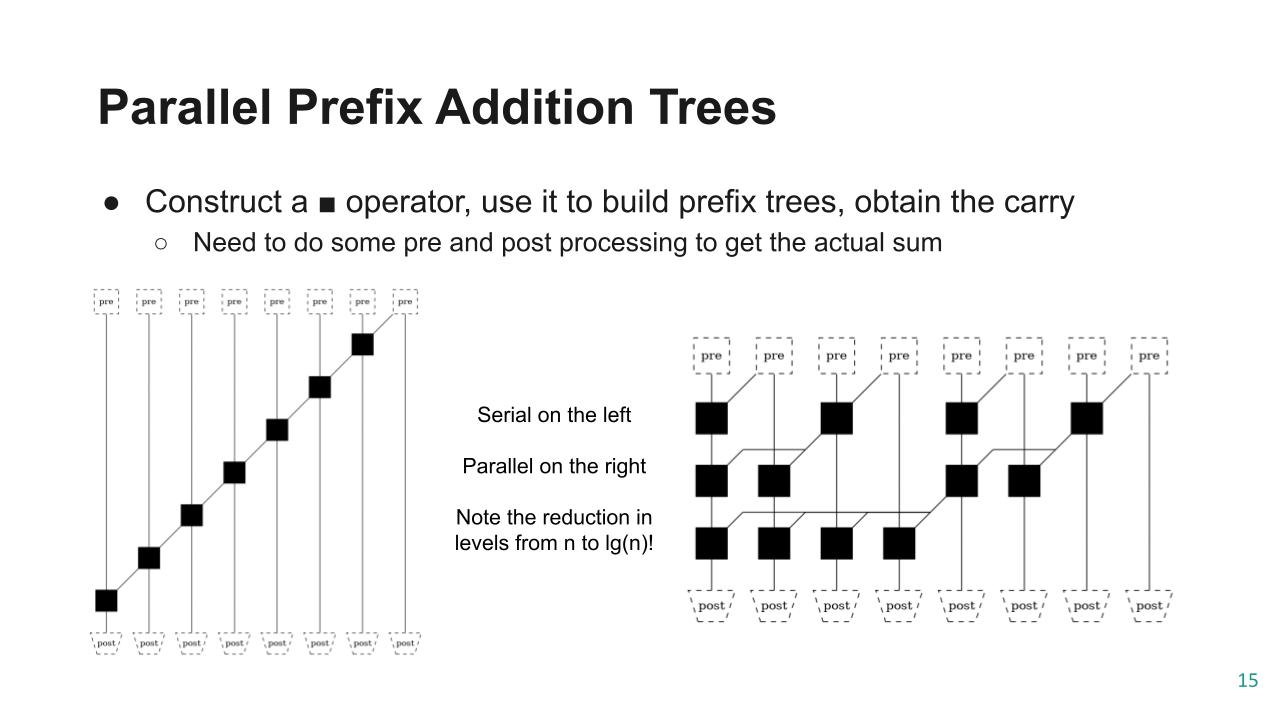 Parallel Prefix Addition Trees
● Construct a ■ operator, use it to build prefix trees, obtain the carry
○ Need to do some pre and post processing to get the actual sum
pre pre pre pre pre pre pre pre
post post post post post post post post
Serial on the left
Parallel on the right
Note the reduction in
levels from n to lg(n)!
pre pre pre pre pre pre pre pre
post post post post post post post post
15